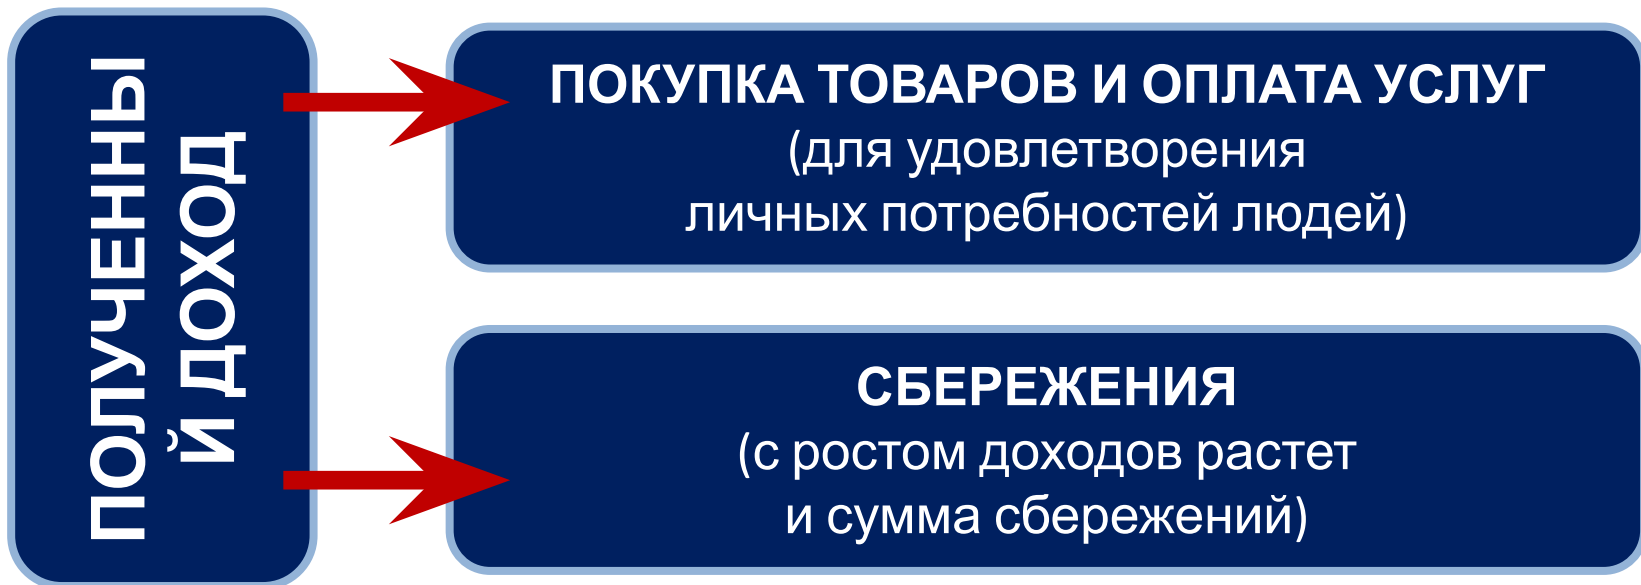 ПОЛУЧЕННЫ
Й ДОХОД
ПОКУПКА ТОВАРОВ И ОПЛАТА УСЛУГ
(для удовлетворения
личных потребностей людей)
СБЕРЕЖЕНИЯ
(с ростом доходов растет
и сумма сбережений)